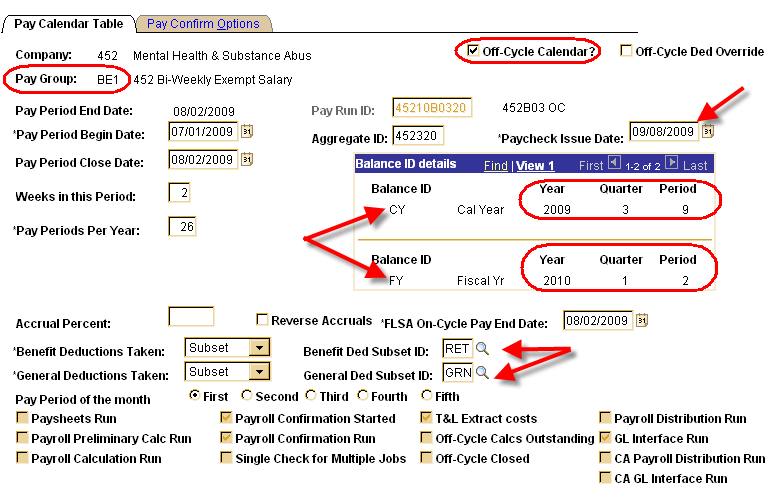 Pay Calendar Table Pay Confirm Options
Company: 452 Mental Health & Substance Abus Off-Cycle Calendar? Off-Cycle Ded Override
Pay Group: BE1 452 Bi-Weekly Exempt Salary
Pay Period End Date: 08/02/2009 Pay Run ID: 45210B0320 452B03 OC
*Pay Period Begin Date: 07/01/2009 31 Aggregate ID: 452320 *Paycheck Issue Date: 09/08/2009 31
Pay Period Close Date: 08/02/2009 31
Balance ID details Find | View 1 First 1-2 of 2 Last
Weeks in this Period: 2
Balance ID Year Quarter Period
CY Cal Year 2009 3 9
*Pay Periods Per Year: 26
Balance ID Year Quarter Period
FY Fiscal Yr 2010 1 2
Accrual Percent: Reverse Accruals *FLSA On-Cycle Pay End Date: 08/02/2009 31
*Benefit Deductions Taken: Subset Benefit Ded Subset ID: RET
*General Deductions Taken: Subset General Ded Subset ID: GRN
Pay Period of the month First Second Third Fourth Fifth
Paysheets Run Payroll Confirmation Started T&L Extract costs Payroll Distribution Run
Payroll Preliminary Calc Run Payroll Confirmation Run Off-Cycle Calcs Outstanding GL Interface Run
Payroll Calculation Run Single Check for Multiple Jobs Off-Cycle Closed CA Payroll Distribution Run
CA GL Interface Run